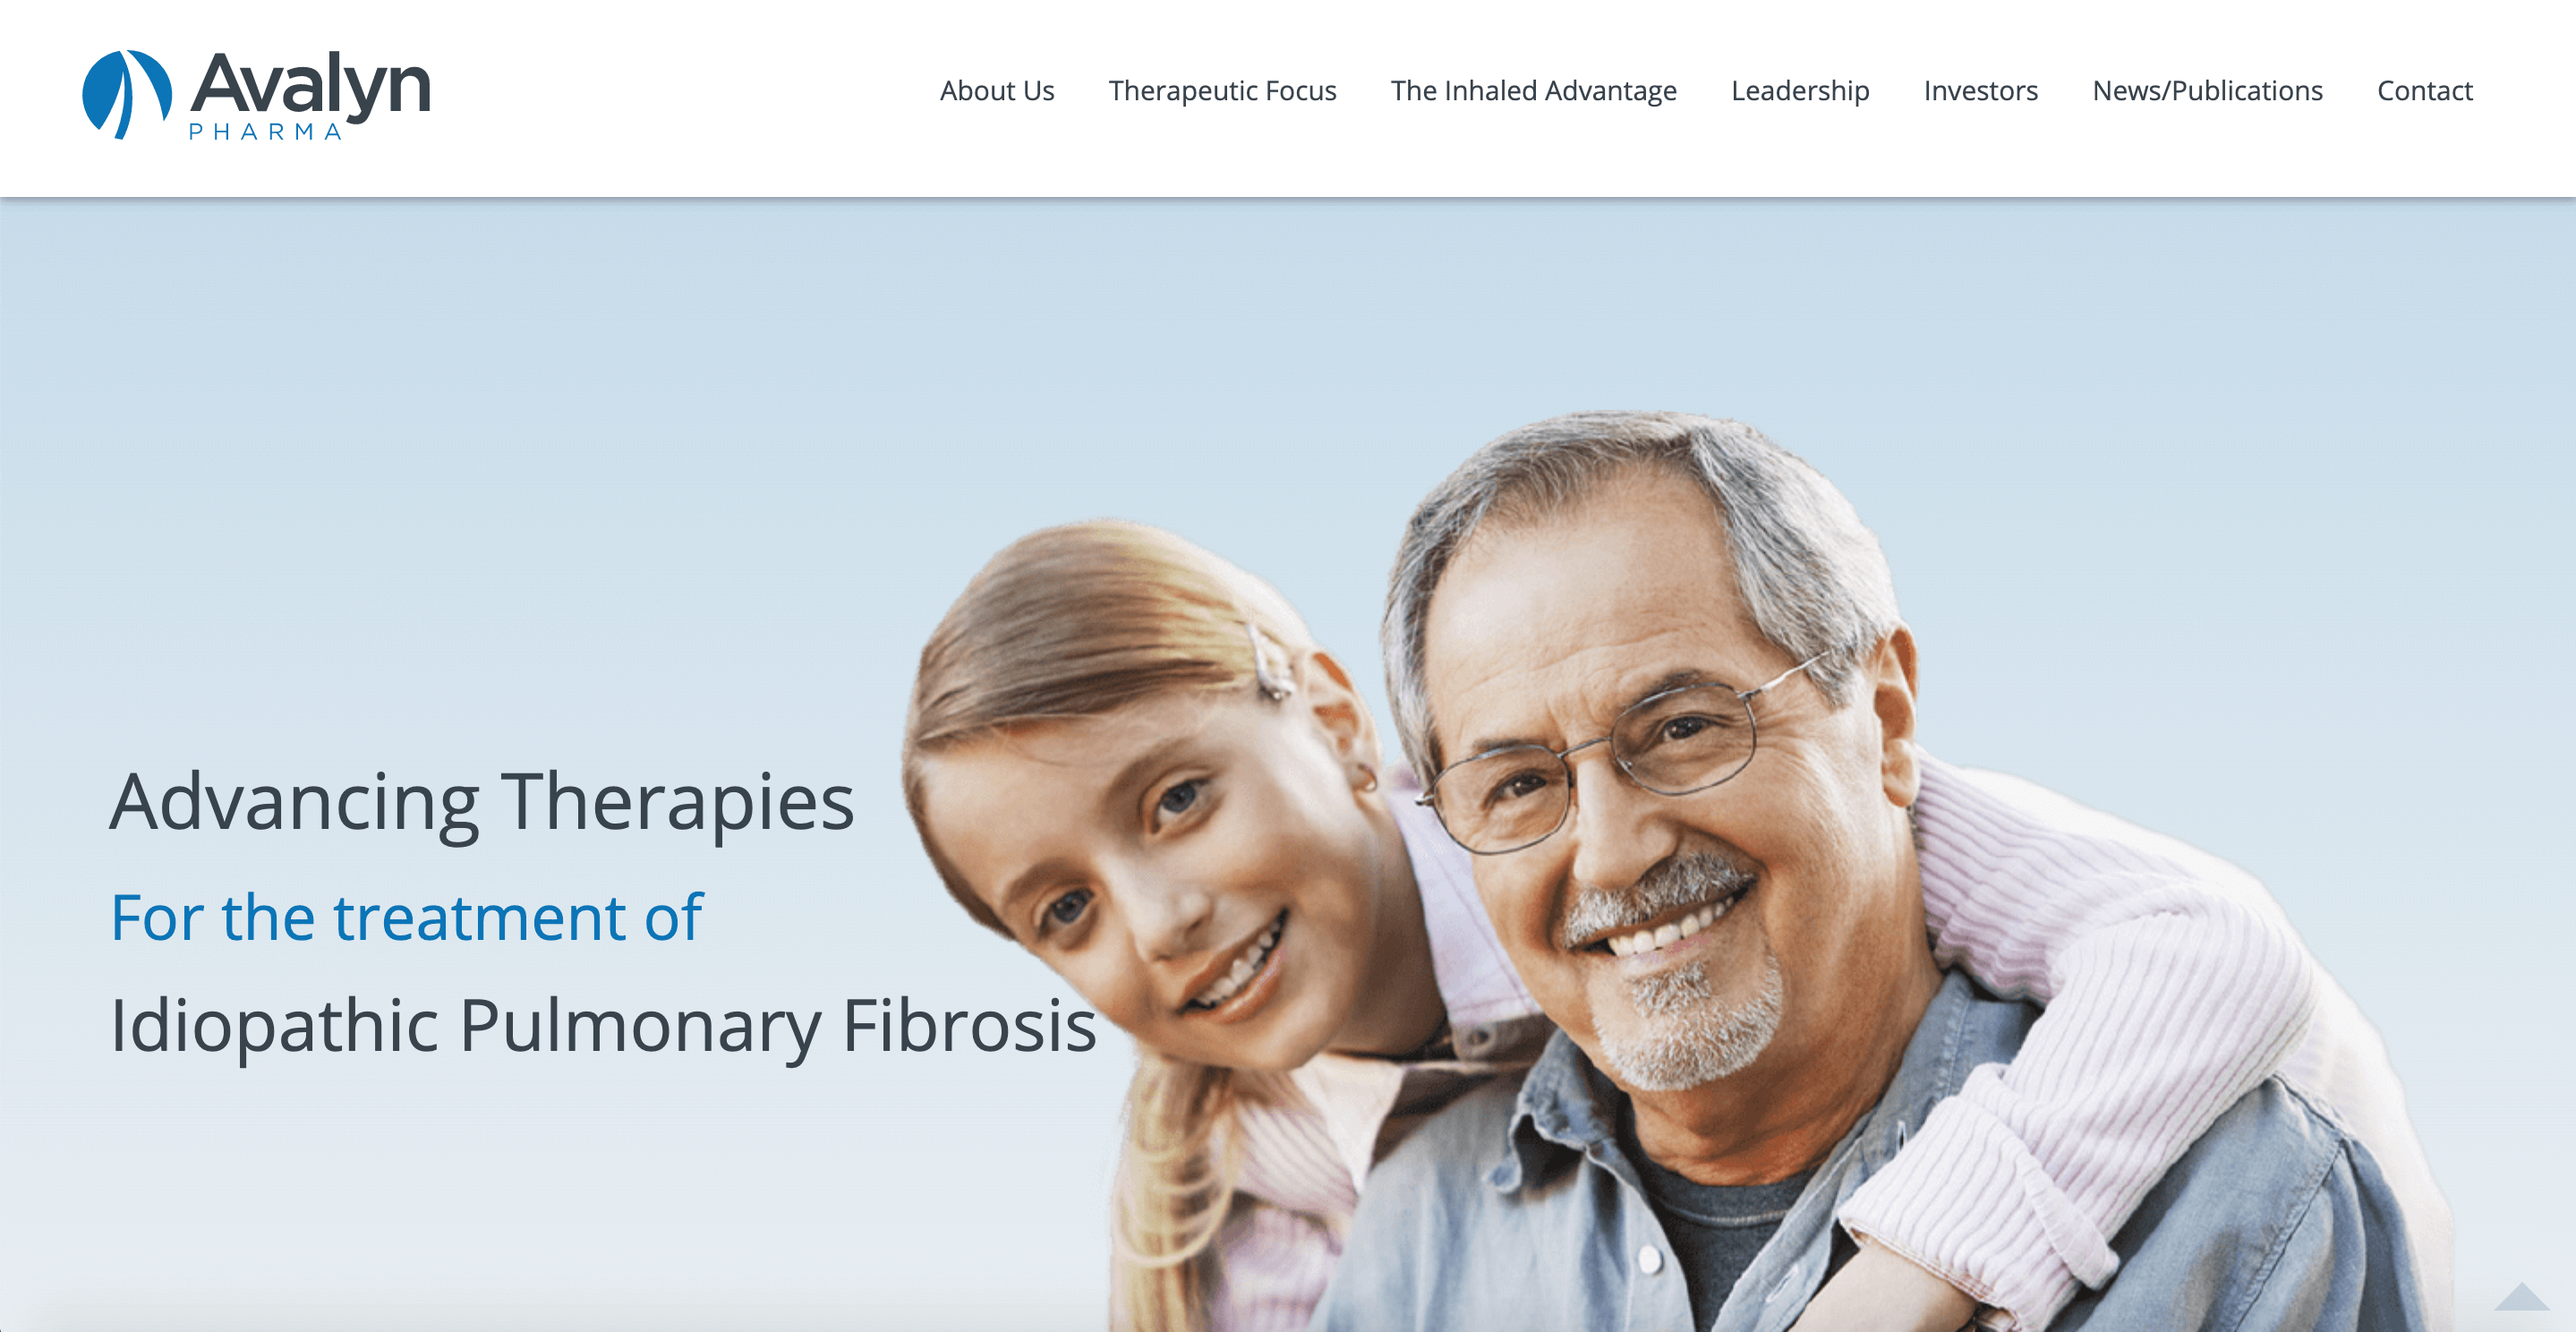 Avalyn
PHARMA
About Us Therapeutic Focus The Inhaled Advantage Leadership Investors News/Publications Contact
Advancing Therapies
For the treatment of
Idiopathic Pulmonary Fibrosis